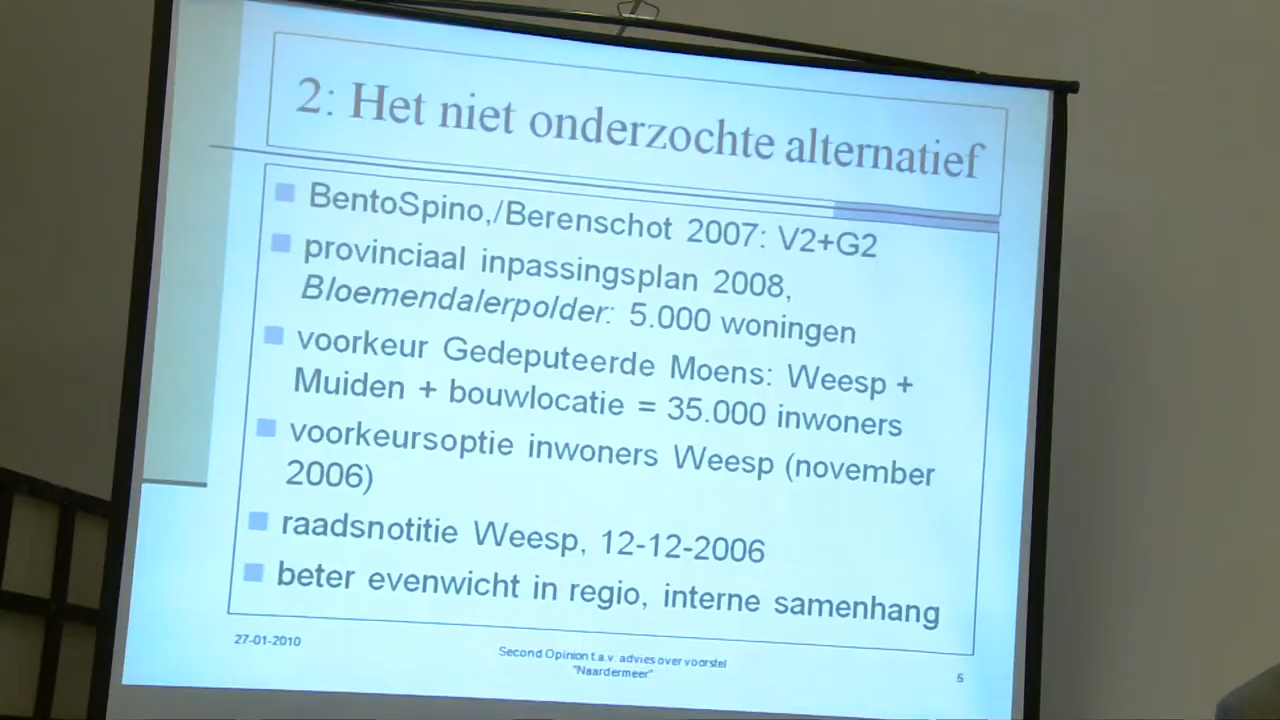 2: Het niet onderzochte alternatief
BentoSpino,/Berenschot 2007: V2+G2
provinciaal inpassingsplan 2008,
Bloemendalerpolder: 5.000 woningen
voorkeur Gedeputeerde Moens: Weesp +
Muiden + bouwlocatie = 35.000 inwoners
voorkeursoptie inwoners Weesp (november
2006)
raadsnotitie Weesp, 12-12-2006
beter evenwicht in regio, interne samenhang
27-01-2010
Second Opinion t.a.v. advies over voorstel
"Naardermeer"
5